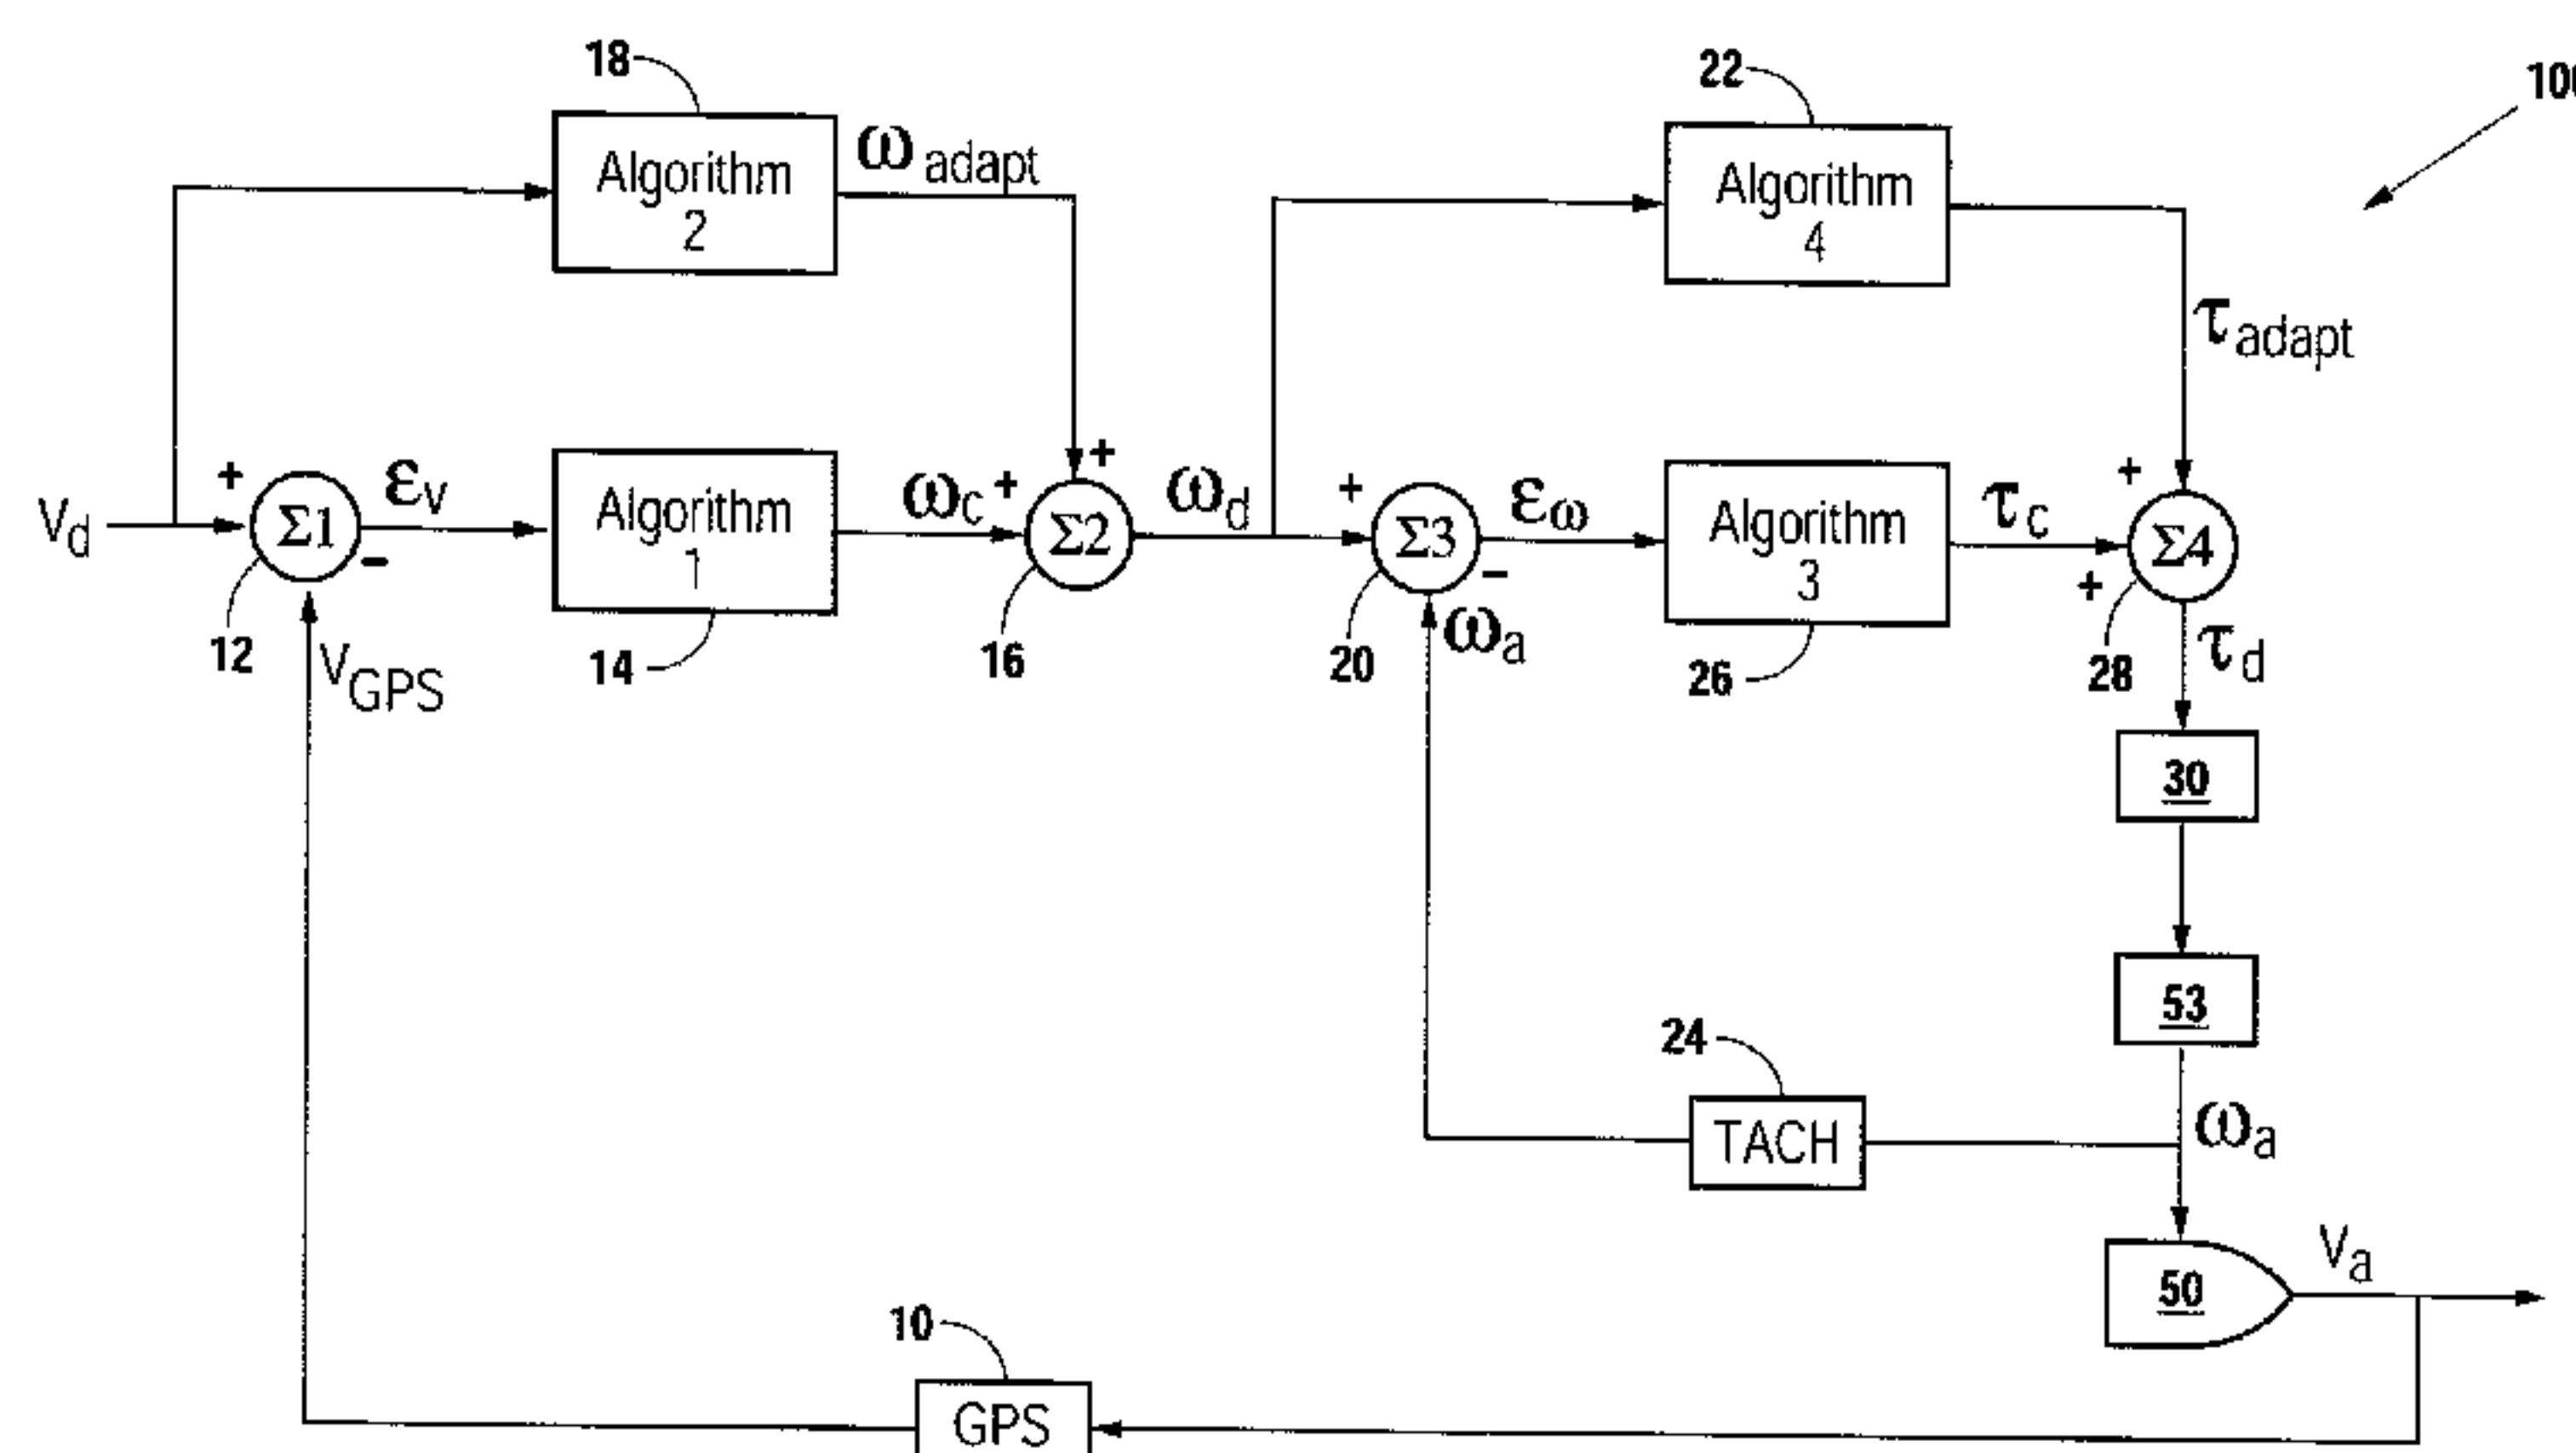 18
22
100
Algorithm
2
ω adapt
Algorithm
4
τ adapt
Vd
+
Σ1
-
εV
Algorithm
1
ωc
+
+
Σ2
ωd
+
Σ3
-
εω
Algorithm
3
τc
+
+
Σ4
12
VGPS
14
16
20
ωa
26
28
τd
30
53
24
TACH
ωa
50
Va
10
GPS